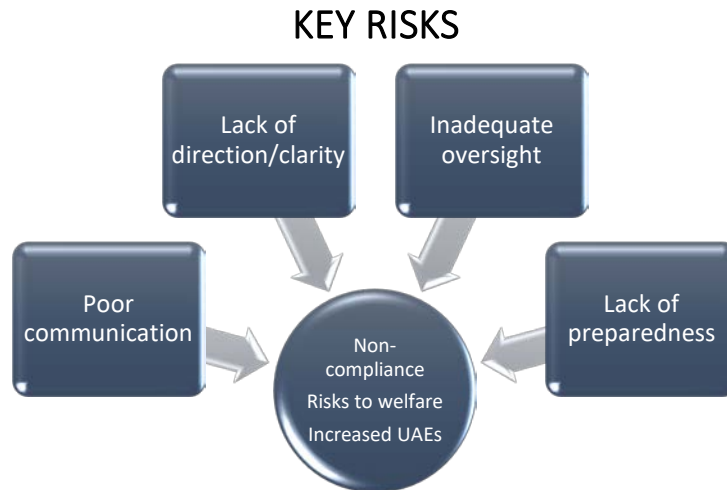 KEY RISKS
Lack of
direction/clarity
Inadequate
oversight
Poor
communication
Lack of
preparedness
Non-
compliance
Risks to welfare
Increased UAEs